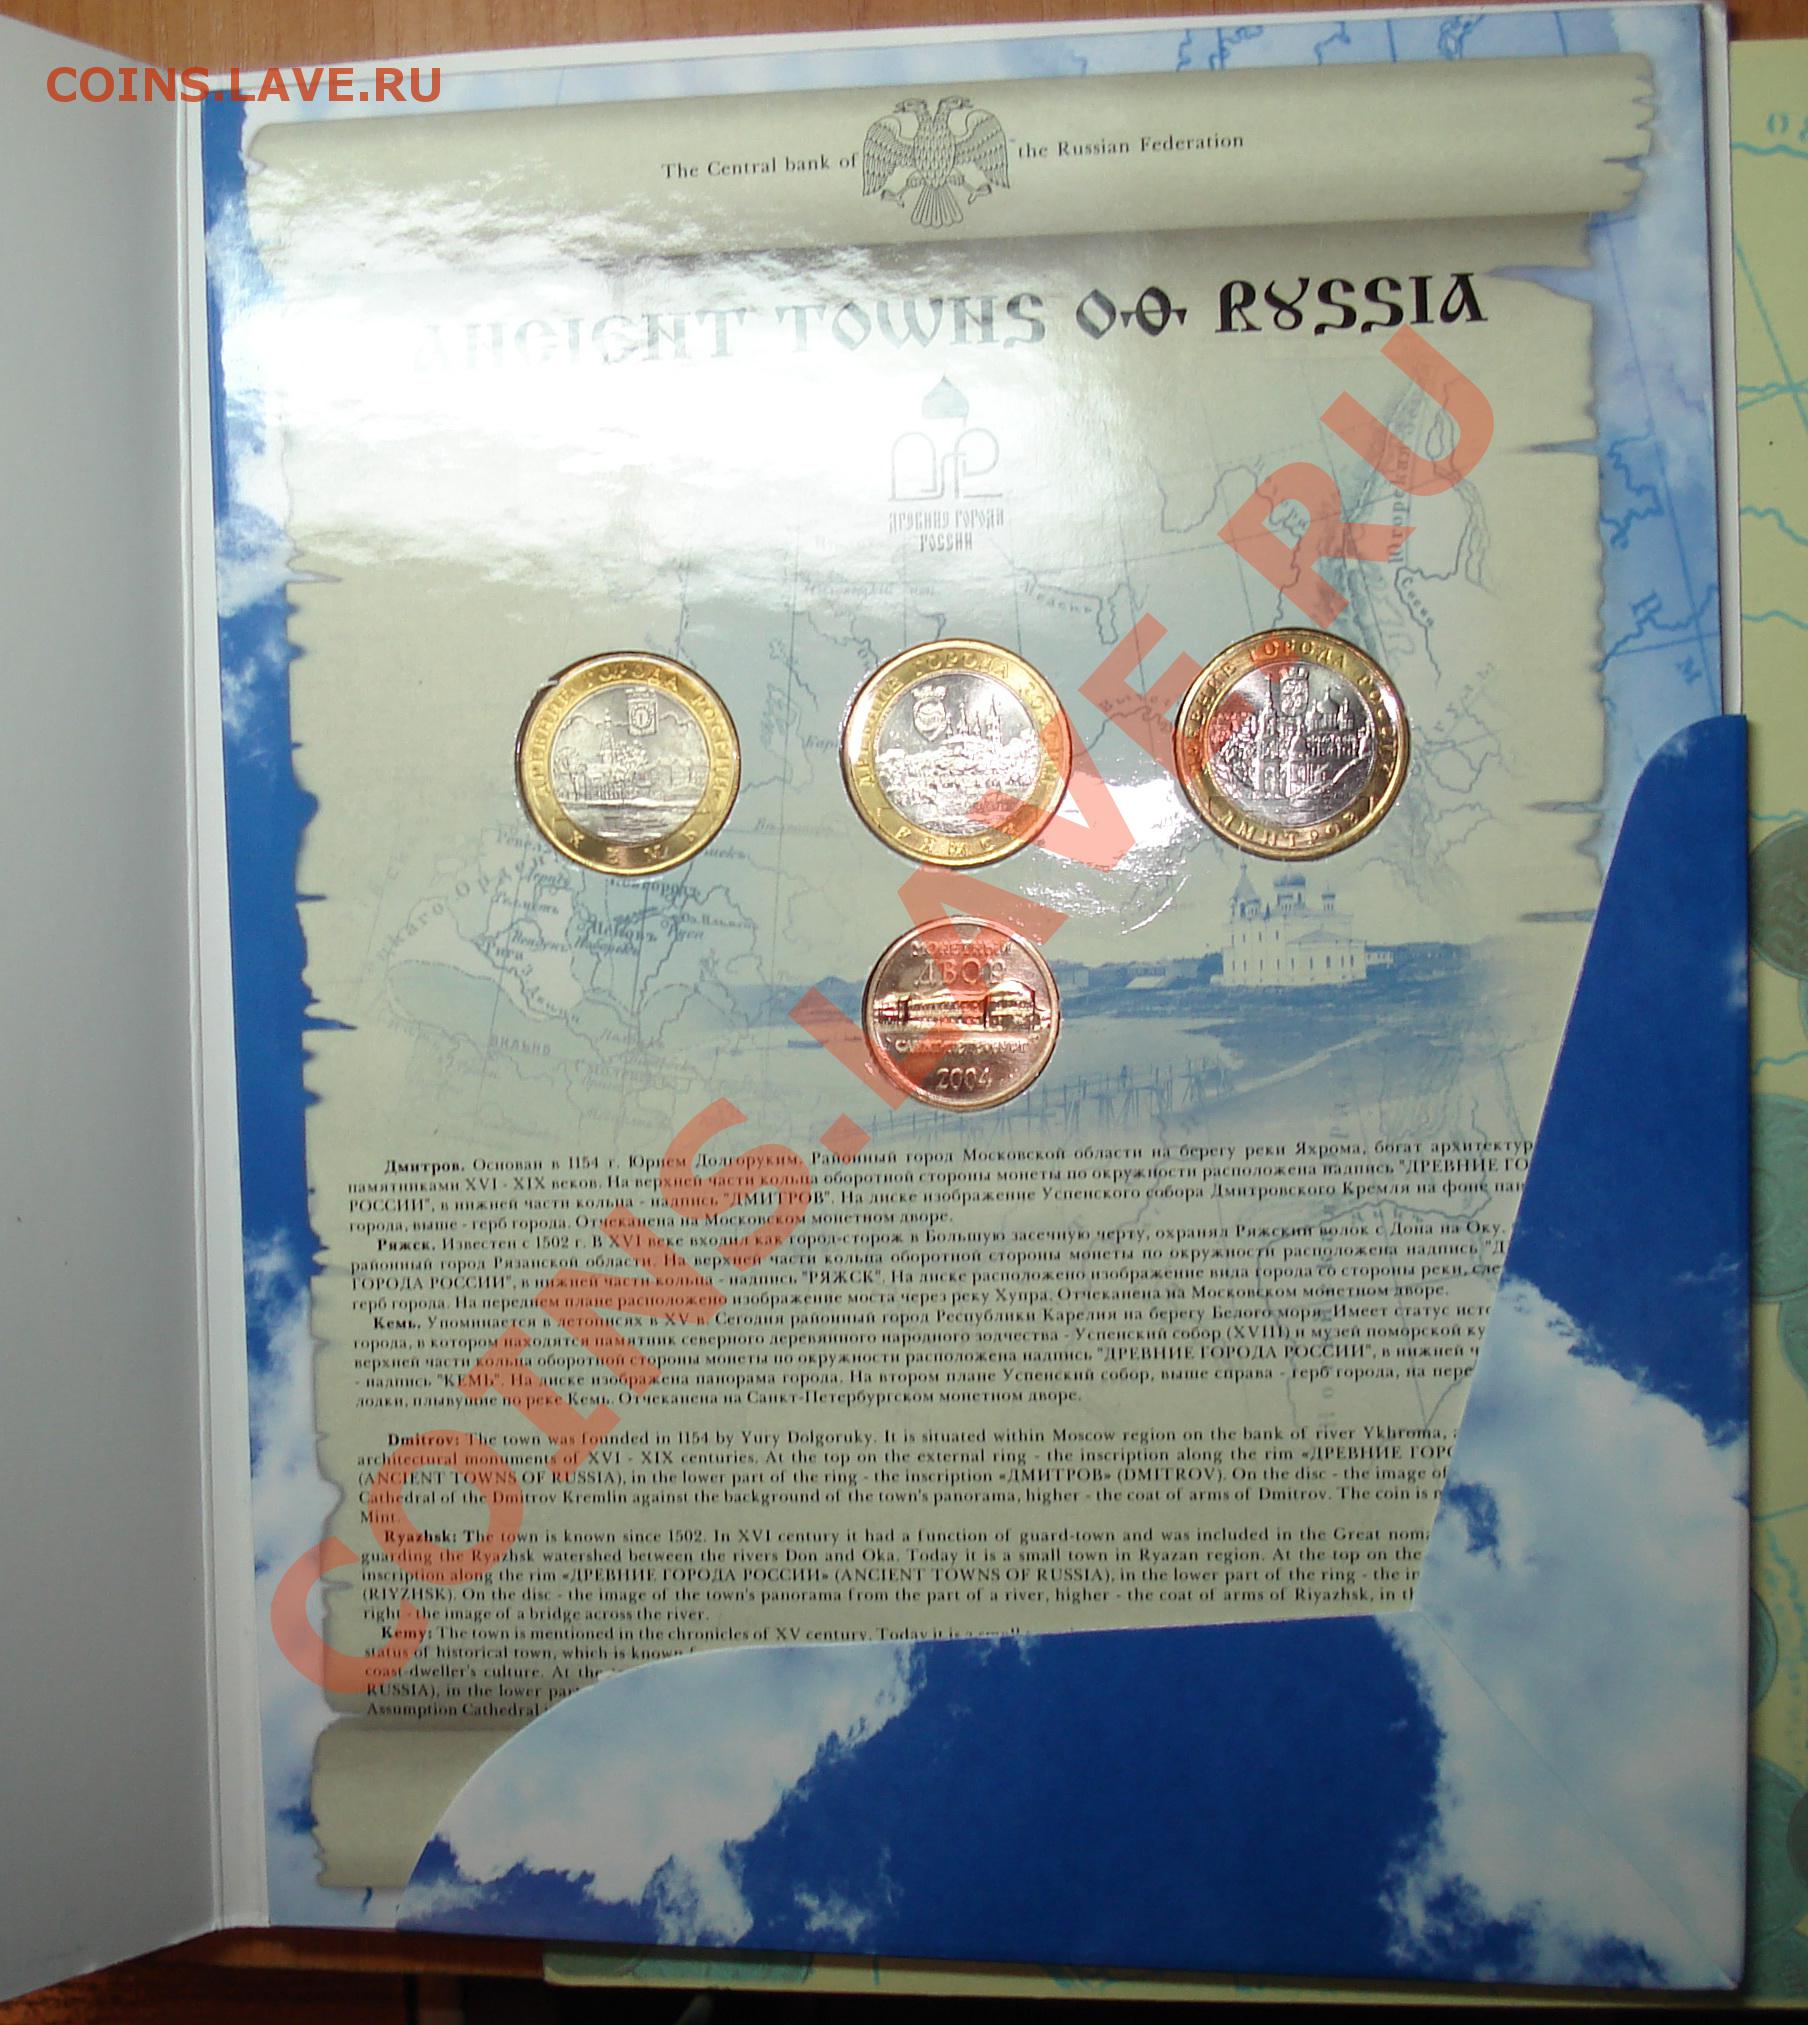 COINS.LAVE.RU
The Central bank of the Russian Federation
ANCIENT TOWNS OF RUSSIA
ДРЕВНИЕ ГОРОДА
РОССИИ
ДРЕВНИЕ ГОРОДА РОССИИ
КЕМЬ
ДРЕВНИЕ ГОРОДА РОССИИ
РЯЖСК
ДРЕВНИЕ ГОРОДА РОССИИ
ДМИТРОВ
МОНЕТНЫЙ
ДВОР
2004
Дмитров. Основан в 1154 г. Юрием Долгоруким. Районный город Московской области на берегу реки Яхрома, богат архитектур
памятниками XVI - XIX веков. На верхней части кольца оборотной стороны монеты по окружности расположена надпись "ДРЕВНИЕ ГО
РОССИИ", в нижней части кольца - надпись "ДМИТРОВ". На диске изображение Успенского собора Дмитровского Кремля на фоне пан
города, выше - герб города. Отчеканена на Московском монетном дворе.
Ряжск. Известен с 1502 г. В XVI веке входил как город-сторож в Большую засечную черту, охранял Ряжский волок с Дона на Оку.
районный город Рязанской области. На верхней части кольца оборотной стороны монеты по окружности расположена надпись "Д
ГОРОДА РОССИИ", в нижней части кольца - надпись "РЯЖСК". На диске расположено изображение вида города со стороны реки, сле
герб города. На переднем плане расположено изображение моста через реку Хупра. Отчеканена на Московском монетном дворе.
Кемь. Упоминается в летописях в XV в. Сегодня районный город Республики Карелия на берегу Белого моря. Имеет статус исто
города, в котором находятся памятник северного деревянного народного зодчества - Успенский собор (XVIII) и музей поморской ку
верхней части кольца оборотной стороны монеты по окружности расположена надпись "ДРЕВНИЕ ГОРОДА РОССИИ", в нижней ч
- надпись "КЕМЬ". На диске изображена панорама города. На втором плане Успенский собор, выше справа - герб города, на пере
лодки, плывущие по реке Кемь. Отчеканена на Санкт-Петербургском монетном дворе.
Dmitrov: The town was founded in 1154 by Yury Dolgoruky. It is situated within Moscow region on the bank of river Ykhroma, a
architectural monuments of XVI - XIX centuries. At the top on the external ring - the inscription along the rim «ДРЕВНИЕ ГОРО
(ANCIENT TOWNS OF RUSSIA), in the lower part of the ring - the inscription «ДМИТРОВ» (DMITROV). On the disc - the image of
Cathedral of the Dmitrov Kremlin against the background of the town's panorama, higher - the coat of arms of Dmitrov. The coin is m
Mint.
Ryazhsk: The town is known since 1502. In XVI century it had a function of guard-town and was included in the Great noma
guarding the Ryazhsk watershed between the rivers Don and Oka. Today it is a small town in Ryazan region. At the top on the
inscription along the rim «ДРЕВНИЕ ГОРОДА РОССИИ» (ANCIENT TOWNS OF RUSSIA), in the lower part of the ring - the in
(RIYZHSK). On the disc - the image of the town's panorama from the part of a river, higher - the coat of arms of Riyazhsk, in th
right - the image of a bridge across the river.
Kemy: The town is mentioned in the chronicles of XV century. Today it is a small
status of historical town, which is known f
coast-dweller's culture. At the
RUSSIA), in the lower par
Assumption Cathedral
COINS.LAVE.RU